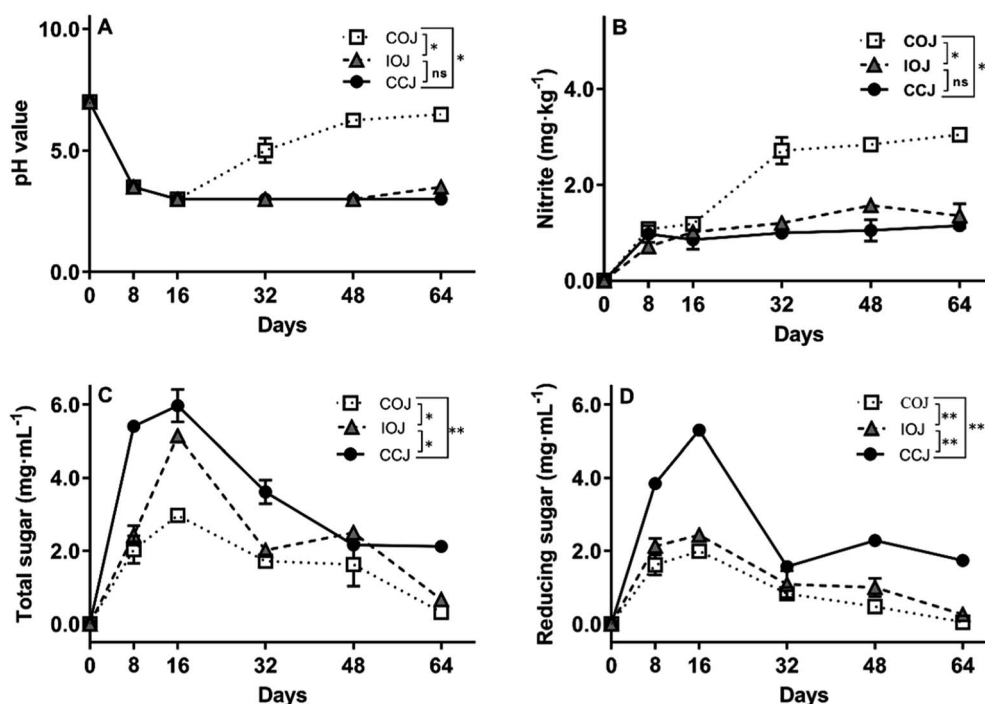 A
10.0
5.0
0.0
pH value
COJ
IOJ
CCJ
*
ns
*
0 8 16 32 48 64
Days
B
4.0
2.0
0.0
Nitrite (mg·kg⁻¹)
COJ
IOJ
CCJ
*
ns
*
0 8 16 32 48 64
Days
C
6.0
4.0
2.0
0.0
Total sugar (mg·mL⁻¹)
COJ
IOJ
CCJ
*
*
**
0 8 16 32 48 64
Days
D
6.0
4.0
2.0
0.0
Reducing sugar (mg·mL⁻¹)
COJ
IOJ
CCJ
**
**
**
0 8 16 32 48 64
Days